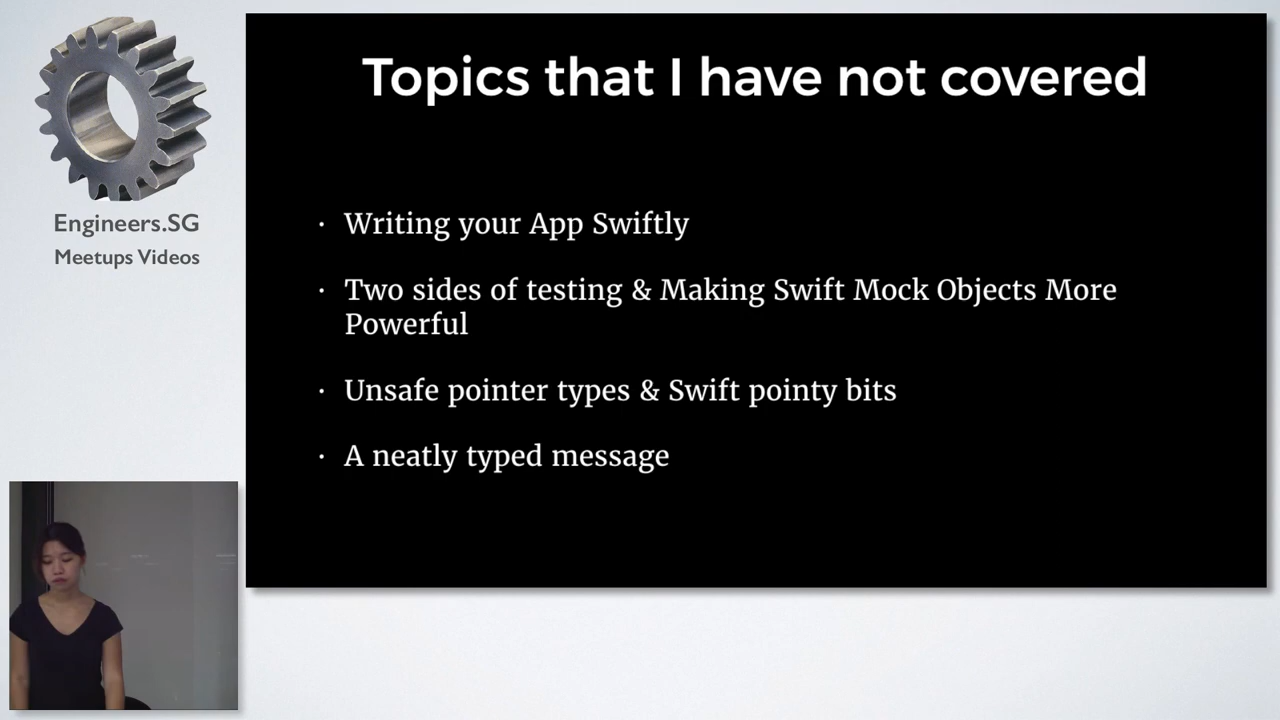 Engineers.SG
Meetups Videos
Topics that I have not covered
· Writing your App Swiftly
· Two sides of testing & Making Swift Mock Objects More
Powerful
· Unsafe pointer types & Swift pointy bits
· A neatly typed message